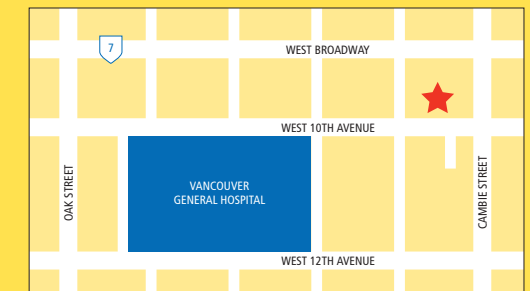 7
WEST BROADWAY
WEST 10TH AVENUE
OAK STREET
VANCOUVER
GENERAL HOSPITAL
CAMBIE STREET
WEST 12TH AVENUE